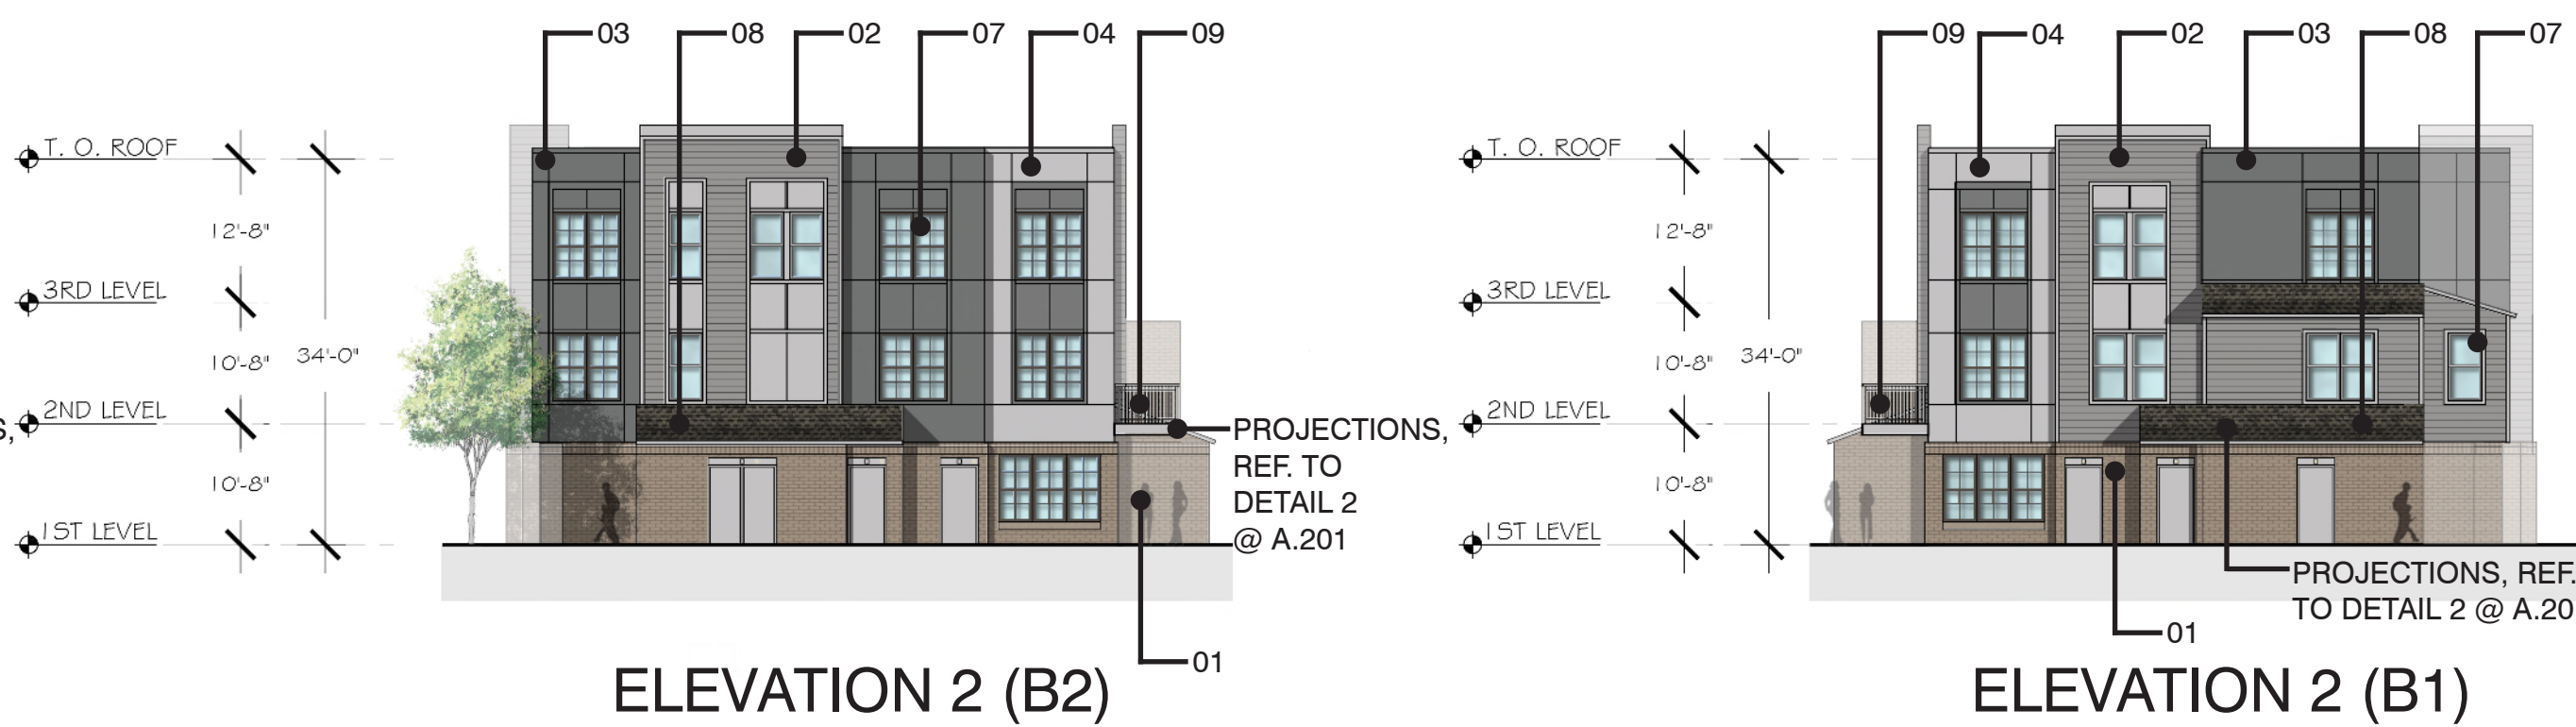 03 08 02 07 04 09
T. O. ROOF
12'-8"
3RD LEVEL
10'-8" 34'-0"
2ND LEVEL
S,
10'-8"
1ST LEVEL
PROJECTIONS,
REF. TO
DETAIL 2
@ A.201
01
ELEVATION 2 (B2)
09 04 02 03 08 07
T. O. ROOF
12'-8"
3RD LEVEL
10'-8" 34'-0"
2ND LEVEL
10'-8"
1ST LEVEL
PROJECTIONS, REF.
TO DETAIL 2 @ A.20
01
ELEVATION 2 (B1)